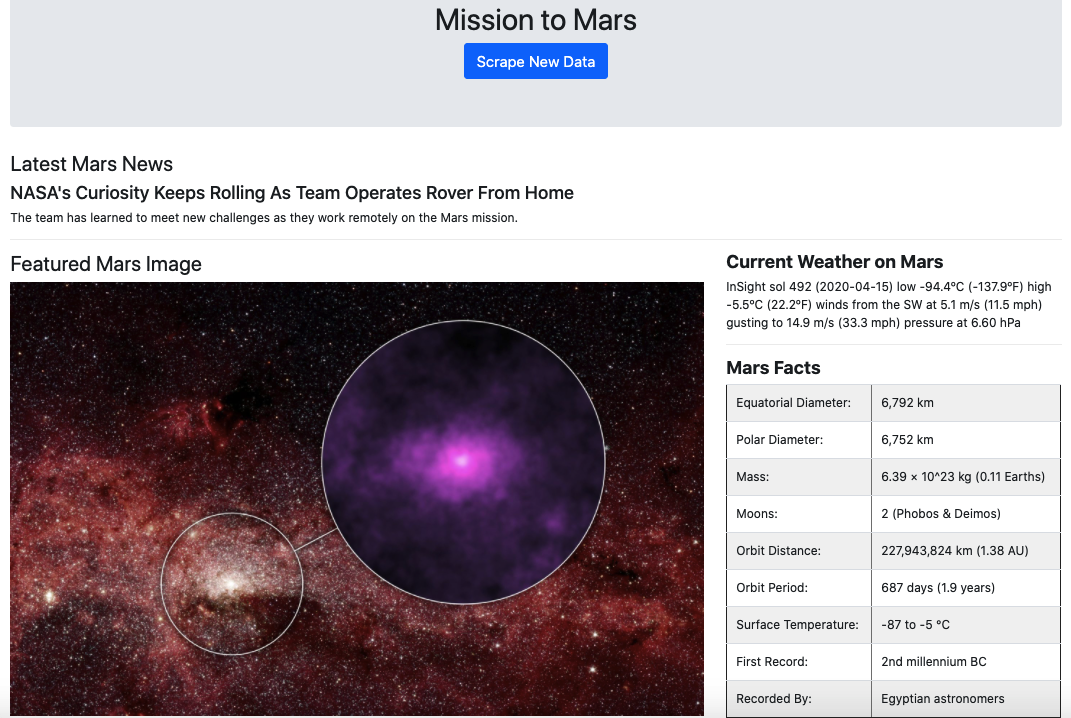 Mission to Mars
Scrape New Data
Latest Mars News
NASA's Curiosity Keeps Rolling As Team Operates Rover From Home
The team has learned to meet new challenges as they work remotely on the Mars mission.
Featured Mars Image
Current Weather on Mars
InSight sol 492 (2020-04-15) low -94.4ºC (-137.9ºF) high
-5.5ºC (22.2ºF) winds from the SW at 5.1 m/s (11.5 mph)
gusting to 14.9 m/s (33.3 mph) pressure at 6.60 hPa
Mars Facts
Equatorial Diameter: 6,792 km
Polar Diameter: 6,752 km
Mass: 6.39 × 10^23 kg (0.11 Earths)
Moons: 2 (Phobos & Deimos)
Orbit Distance: 227,943,824 km (1.38 AU)
Orbit Period: 687 days (1.9 years)
Surface Temperature: -87 to -5 °C
First Record: 2nd millennium BC
Recorded By: Egyptian astronomers